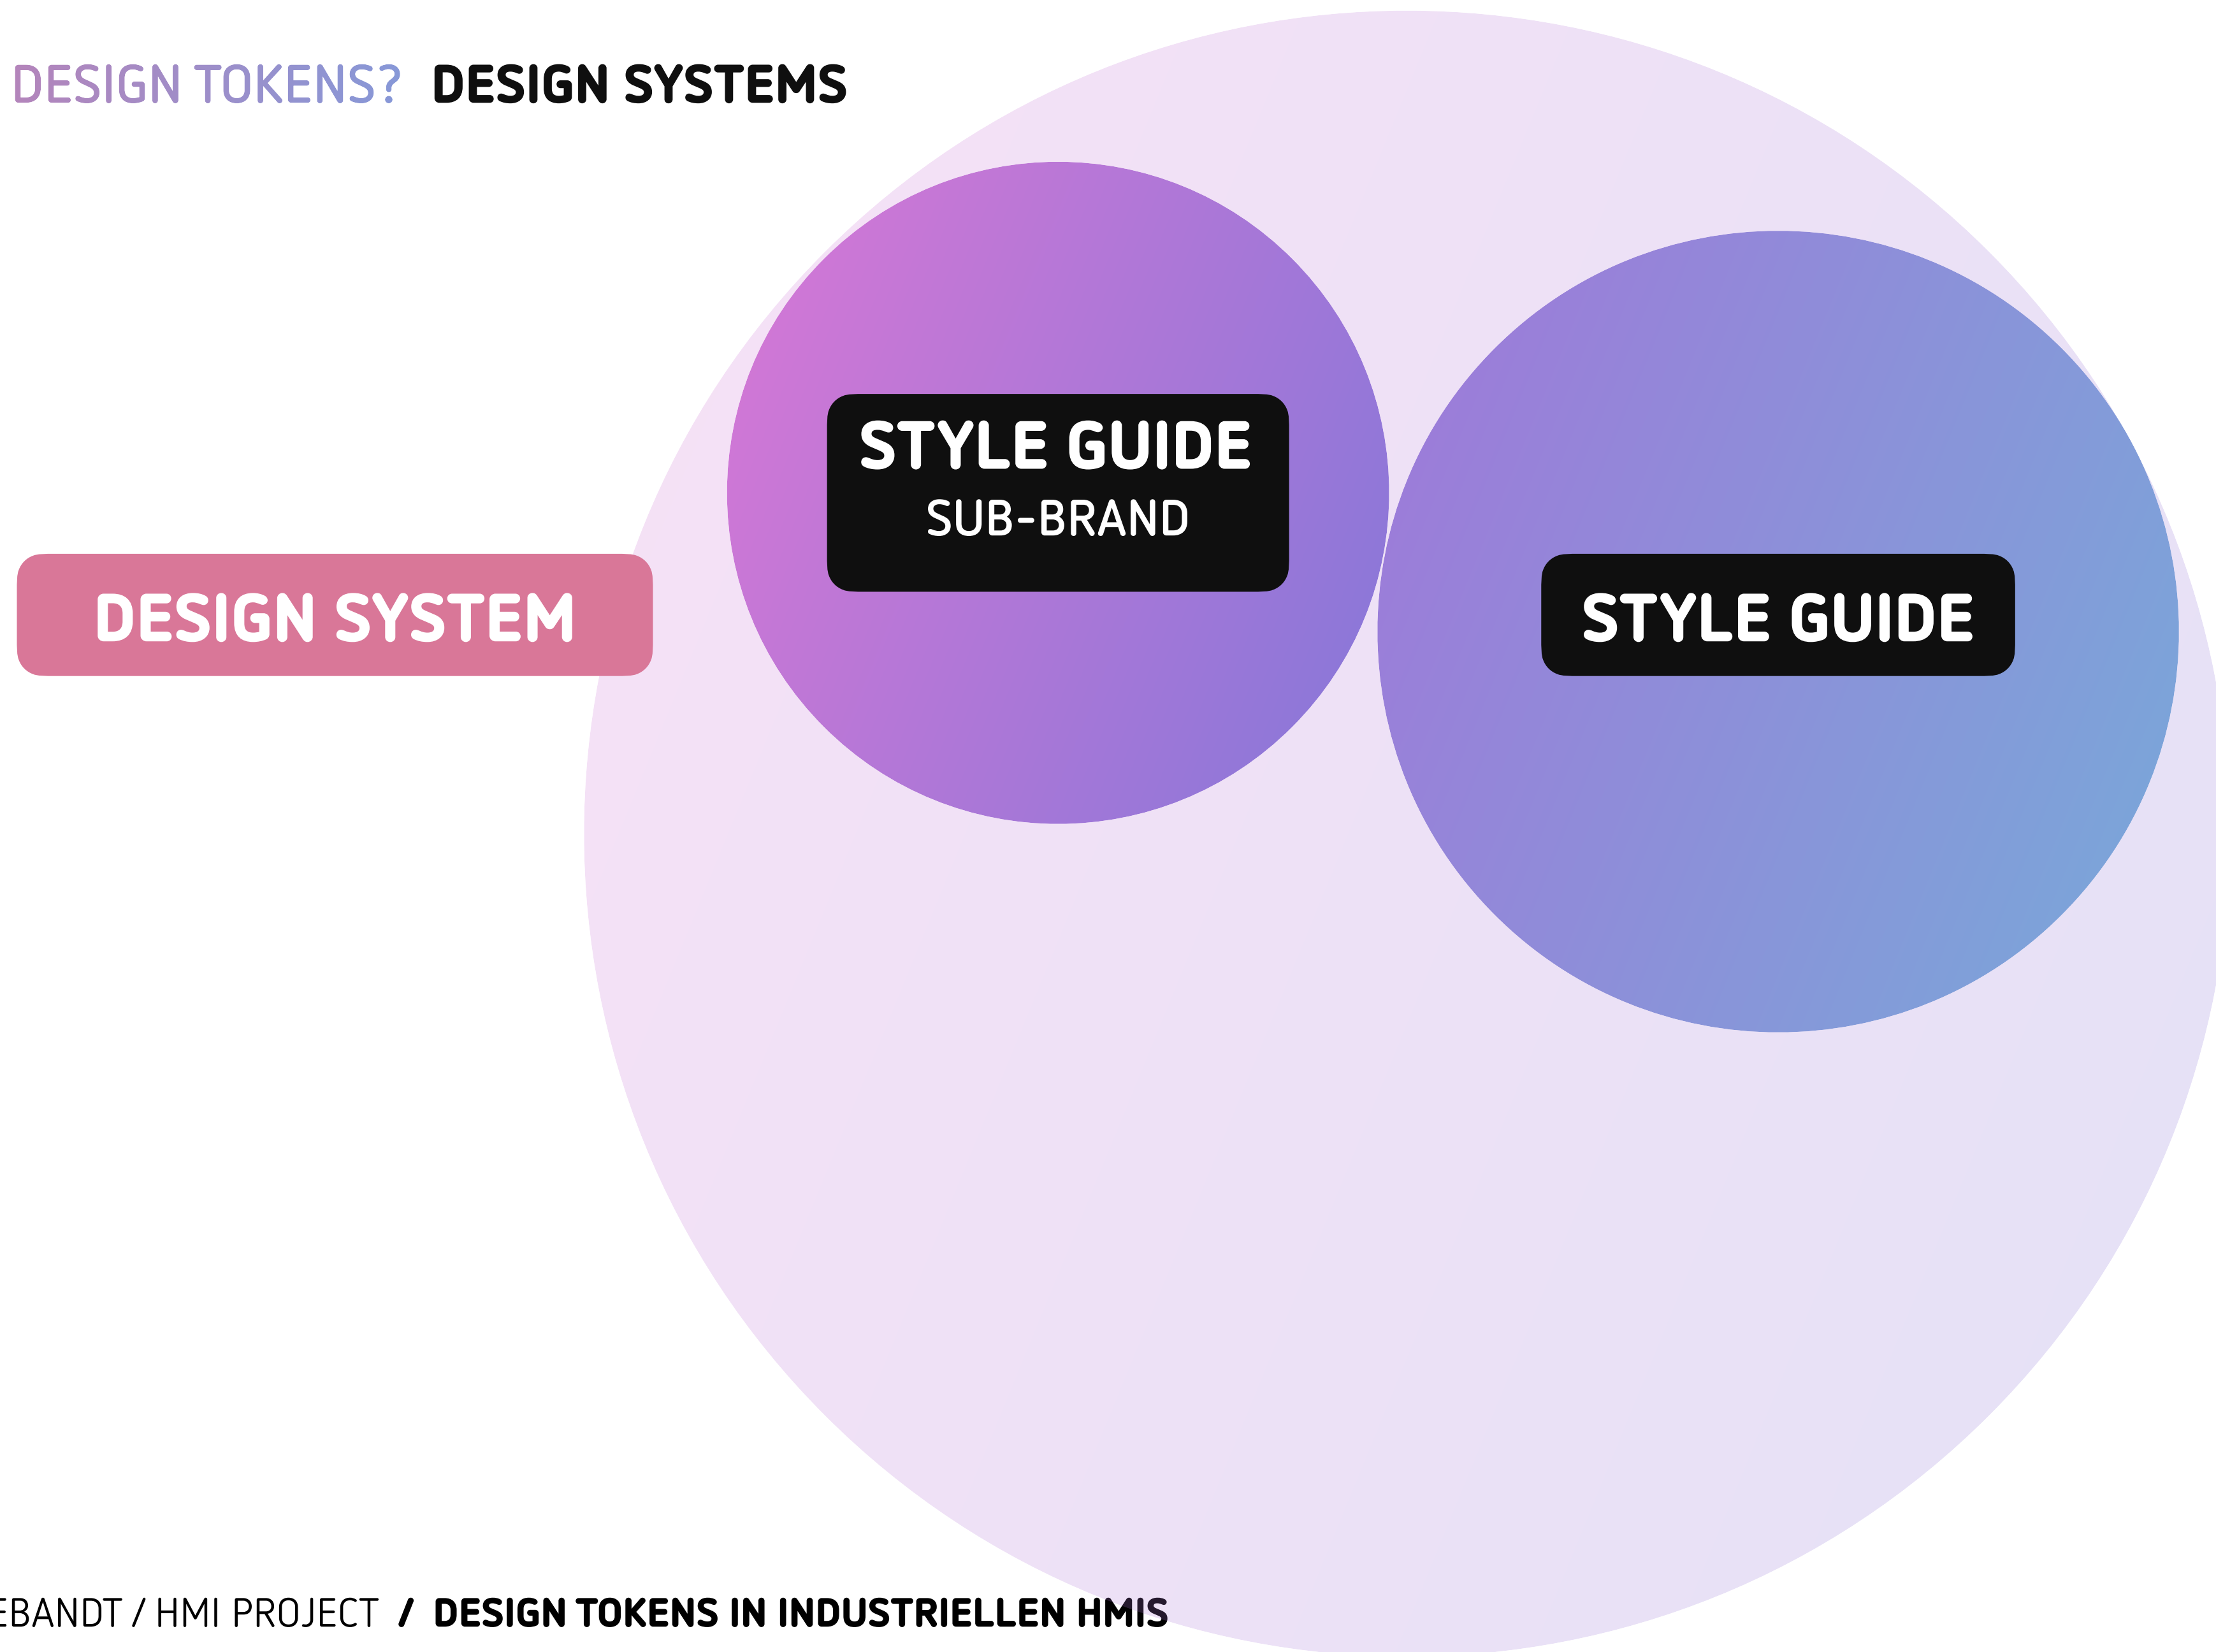 DESIGN TOKENS? DESIGN SYSTEMS
STYLE GUIDE
SUB-BRAND
DESIGN SYSTEM
STYLE GUIDE
/ HMI PROJECT / DESIGN TOKENS IN INDUSTRIELLEN HMIS